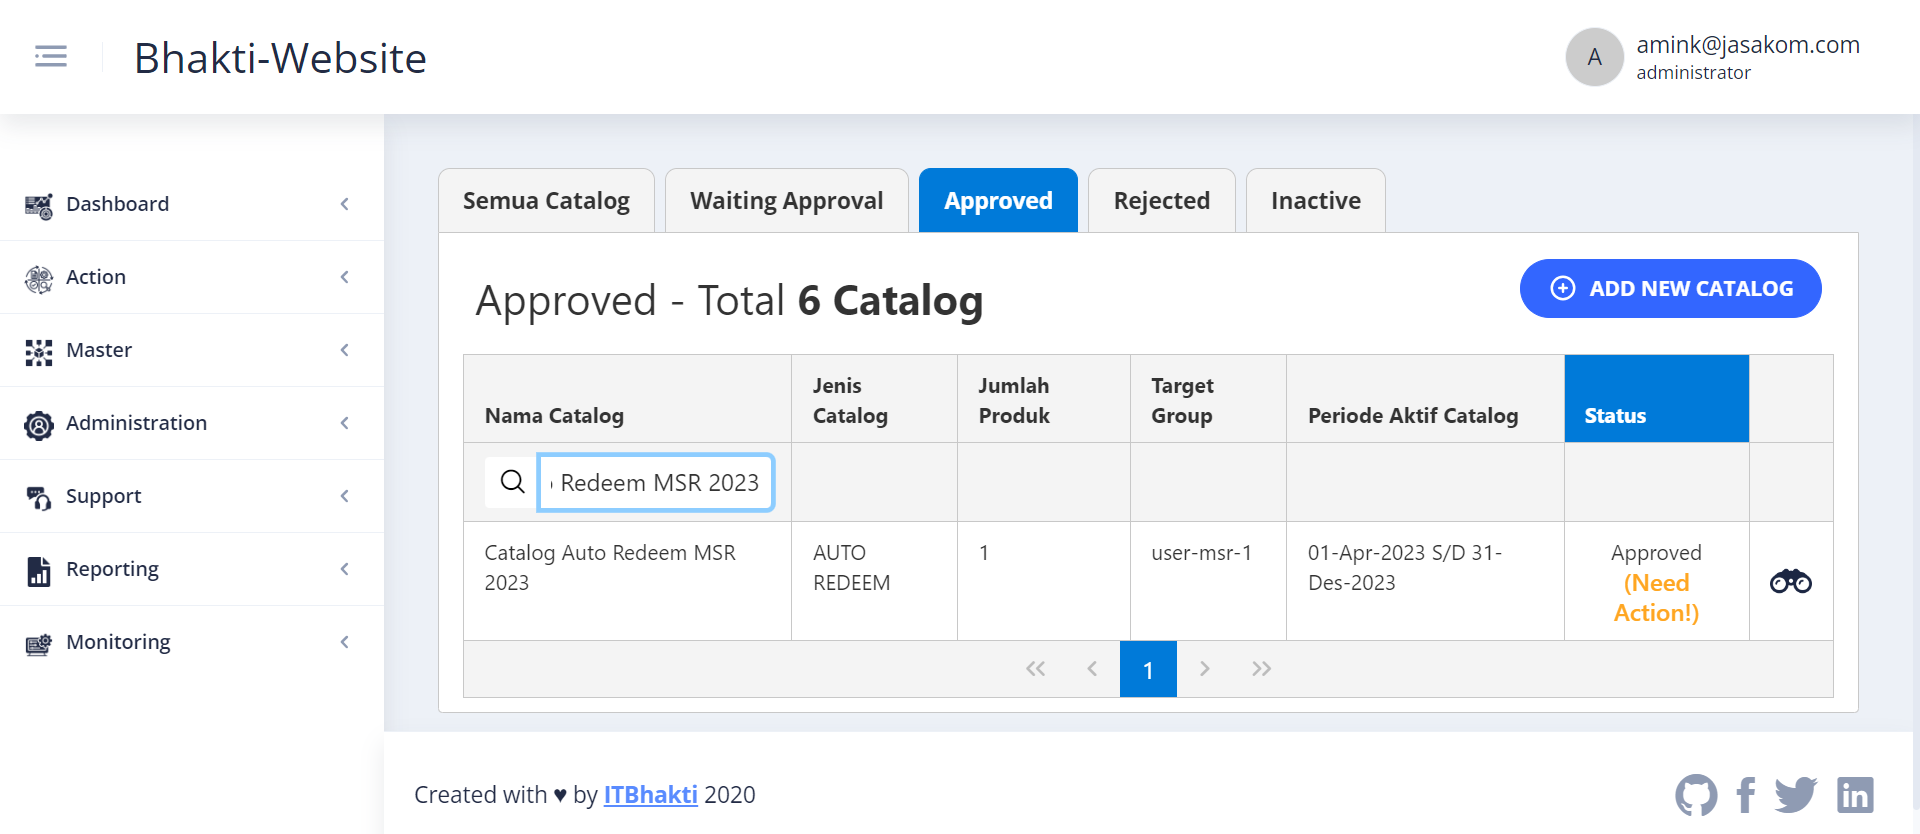 Bhakti-Website
A
amink@jasakom.com
administrator
Dashboard
Action
Master
Administration
Support
Reporting
Monitoring
Semua Catalog
Waiting Approval
Approved
Rejected
Inactive
Approved - Total 6 Catalog
ADD NEW CATALOG
Nama Catalog
Jenis
Catalog
Jumlah
Produk
Target
Group
Periode Aktif Catalog
Status
Redeem MSR 2023
Catalog Auto Redeem MSR
2023
AUTO
REDEEM
1
user-msr-1
01-Apr-2023 S/D 31-
Des-2023
Approved
(Need
Action!)
1
Created with ♥ by ITBhakti 2020